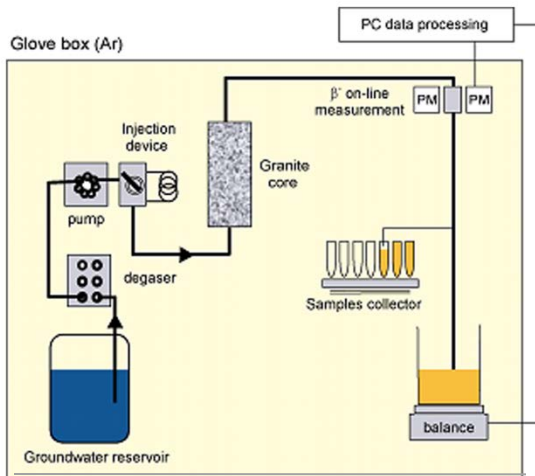 PC data processing
Glove box (Ar)
β⁻ on-line
measurement
PM
PM
Injection
device
Granite
core
pump
degaser
Samples collector
Groundwater reservoir
balance